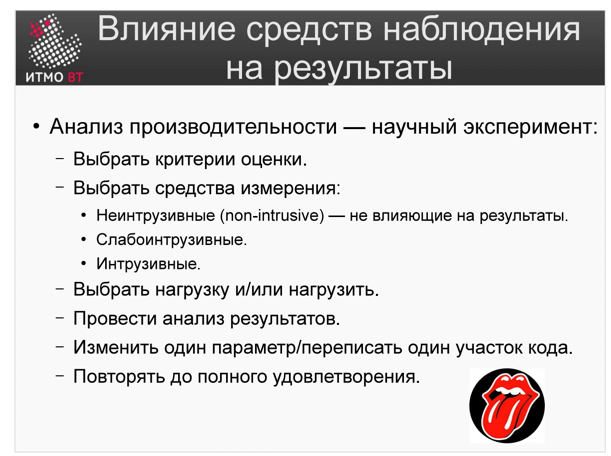 ИТМО ВТ
Влияние средств наблюдения
на результаты
• Анализ производительности — научный эксперимент:
– Выбрать критерии оценки.
– Выбрать средства измерения:
• Неинтрузивные (non-intrusive) — не влияющие на результаты.
• Слабоинтрузивные.
• Интрузивные.
– Выбрать нагрузку и/или нагрузить.
– Провести анализ результатов.
– Изменить один параметр/переписать один участок кода.
– Повторять до полного удовлетворения.